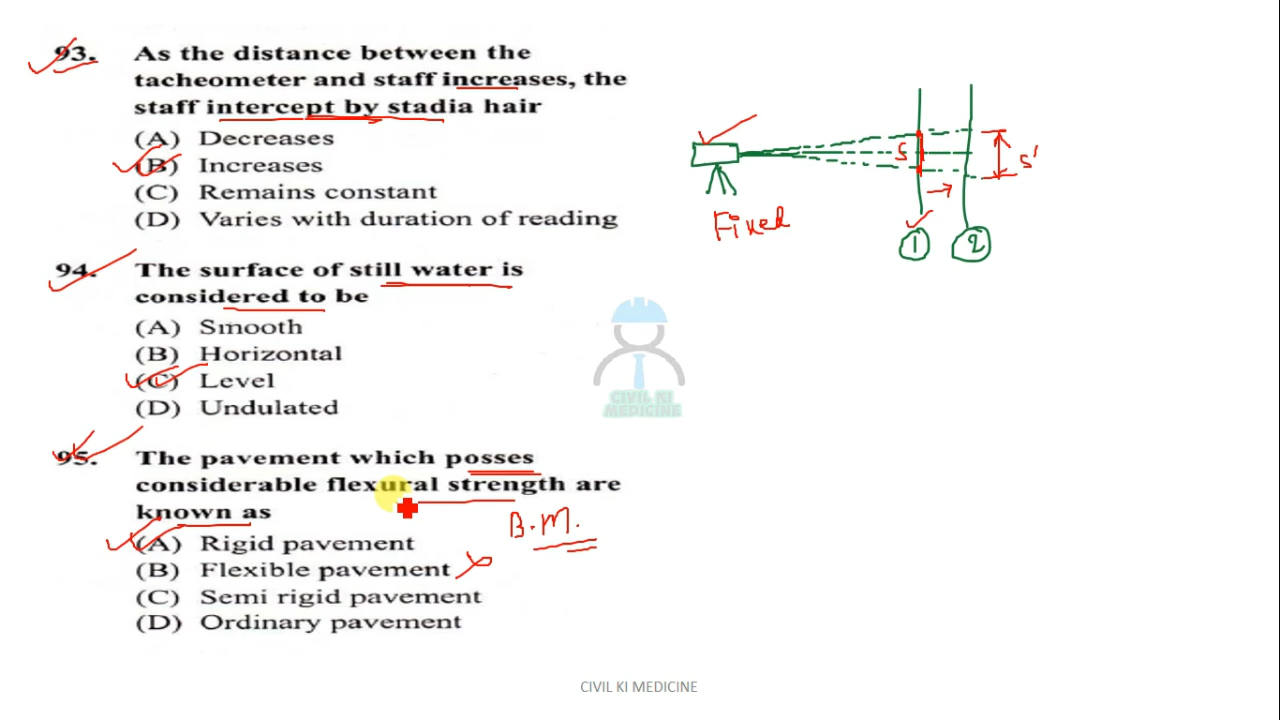 93. As the distance between the
tacheometer and staff increases, the
staff intercept by stadia hair
(A) Decreases
(B) Increases
(C) Remains constant
(D) Varies with duration of reading
S
S'
Fixed
1
2
94. The surface of still water is
considered to be
(A) Smooth
(B) Horizontal
(C) Level
(D) Undulated
CIVIL KI
MEDICINE
95. The pavement which posses
considerable flexural strength are
known as
B.M.
(A) Rigid pavement
(B) Flexible pavement
(C) Semi rigid pavement
(D) Ordinary pavement
CIVIL KI MEDICINE